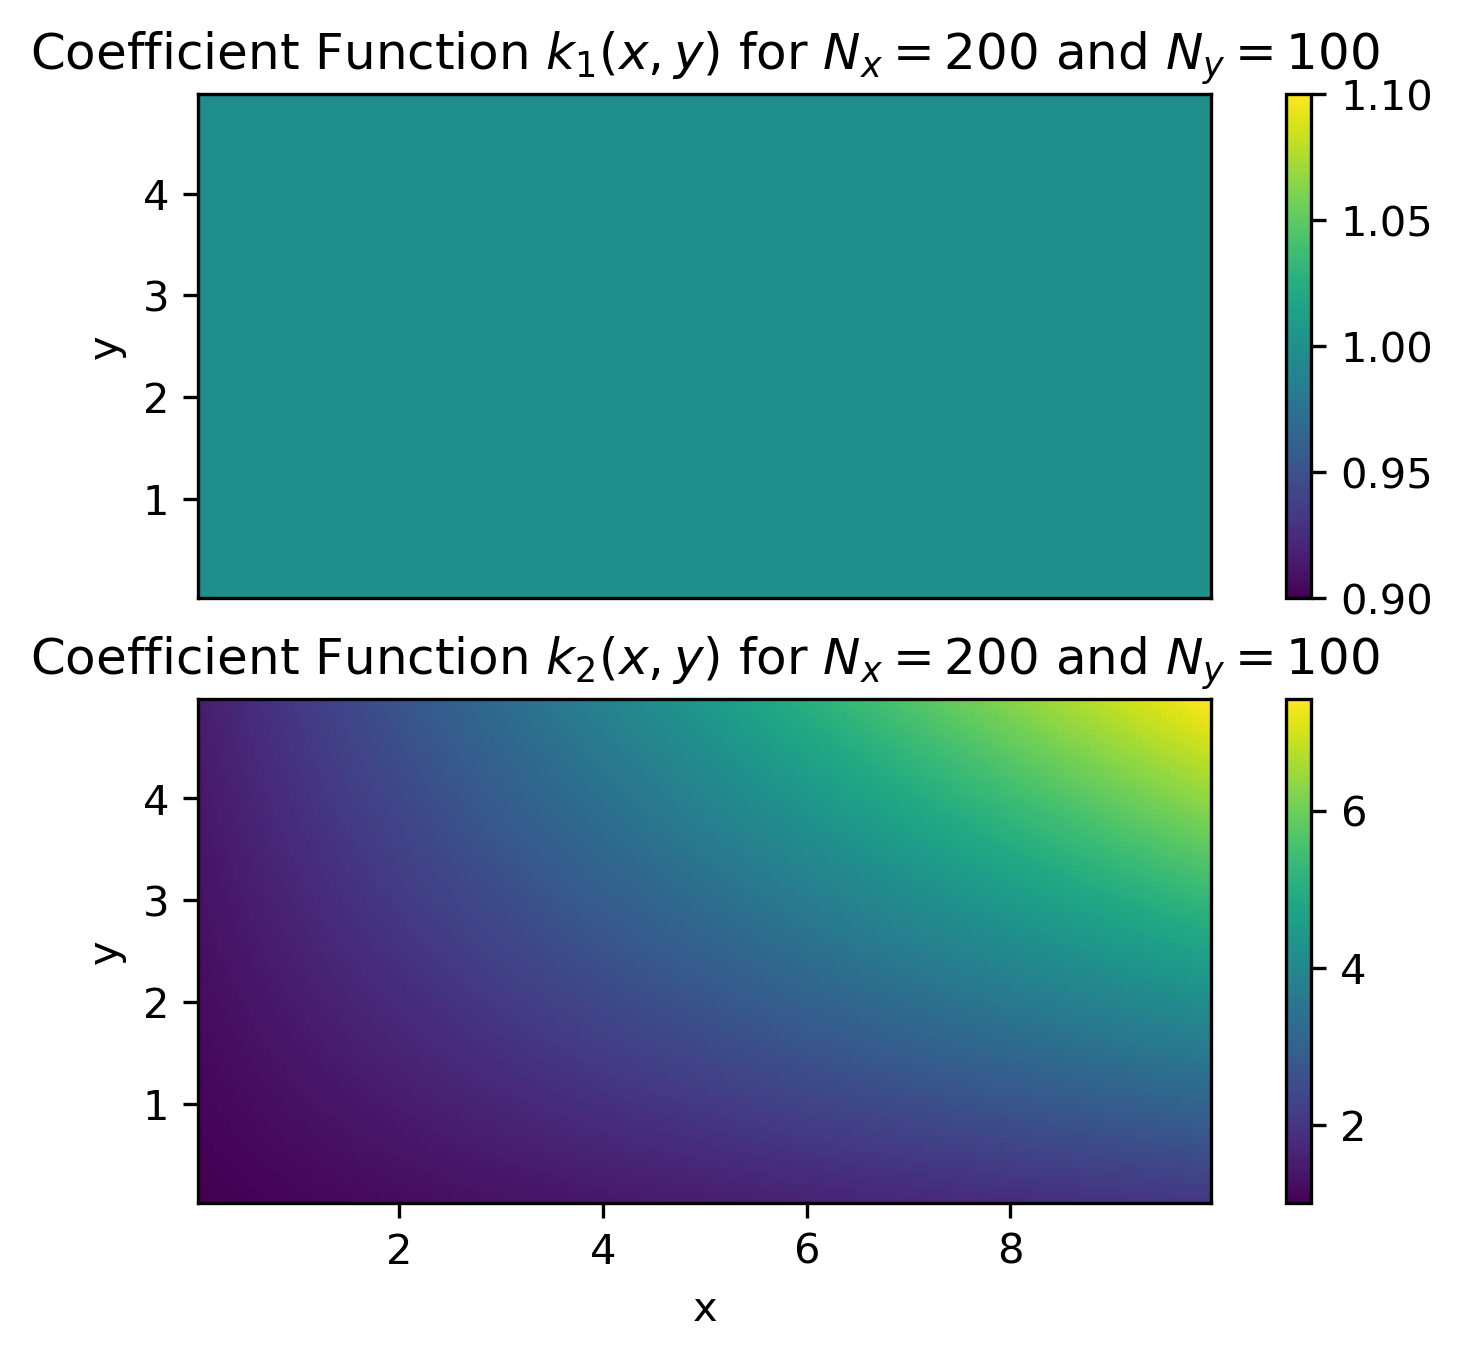 Coefficient Function k₁(x, y) for Nₓ = 200 and Nᵧ = 100
1.10
1.05
1.00
0.95
0.90
4
3
2
1
y
Coefficient Function k₂(x, y) for Nₓ = 200 and Nᵧ = 100
6
4
2
4
3
2
1
y
2 4 6 8
x